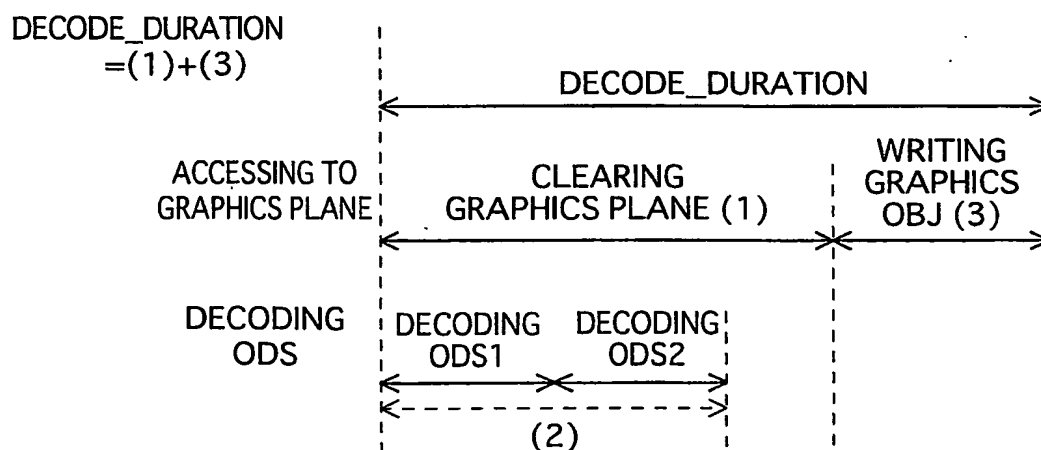 DECODE_DURATION
=(1)+(3)
DECODE_DURATION
ACCESSING TO
GRAPHICS PLANE
CLEARING
GRAPHICS PLANE (1)
WRITING
GRAPHICS
OBJ (3)
DECODING
ODS
DECODING
ODS1
DECODING
ODS2
(2)